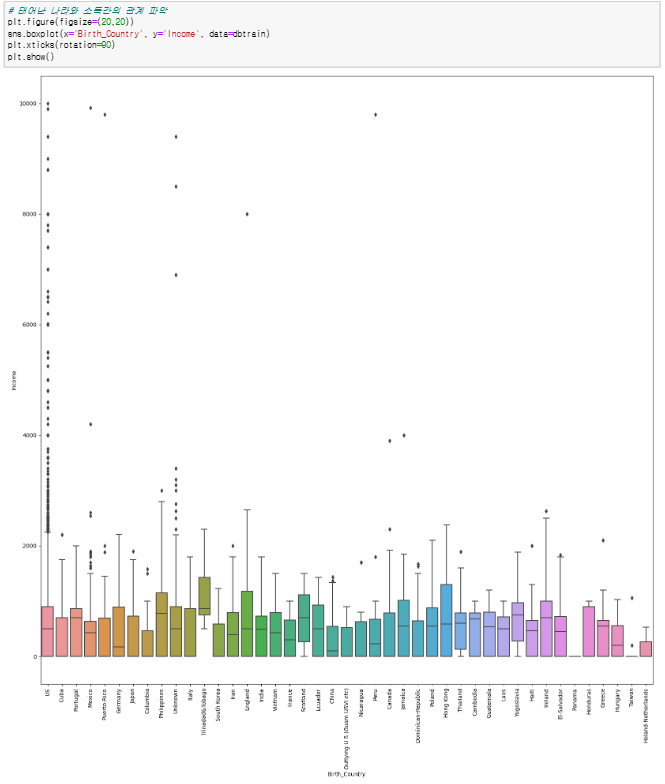 # 태어난 나라와 소득간의 관계 파악
plt.figure(figsize=(20,20))
sns.boxplot(x='Birth_Country', y='Income', data=dbtrain)
plt.xticks(rotation=90)
plt.show()
10000
8000
6000
4000
2000
0
Income
US
Cuba
Portugal
Mexico
Puerto-Rico
Germany
Japan
Columbia
Philippines
Unknown
Italy
Trinadad&Tobago
South Korea
Iran
England
India
Vietnam
France
Scotland
Ecuador
China
Outlying-U S (Guam USVI etc)
Nicaragua
Peru
Canada
Jamaica
Dominican-Republic
Poland
Hong Kong
Thailand
Cambodia
Guatemala
Laos
Yugoslavia
Haiti
Ireland
El-Salvador
Panama
Honduras
Greece
Hungary
Taiwan
Holand-Netherlands
Birth_Country